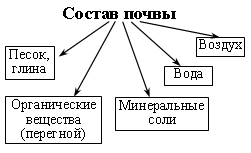 Состав почвы
Воздух
Песок,
глина
Вода
Органические
вещества
(перегной)
Минеральные
соли